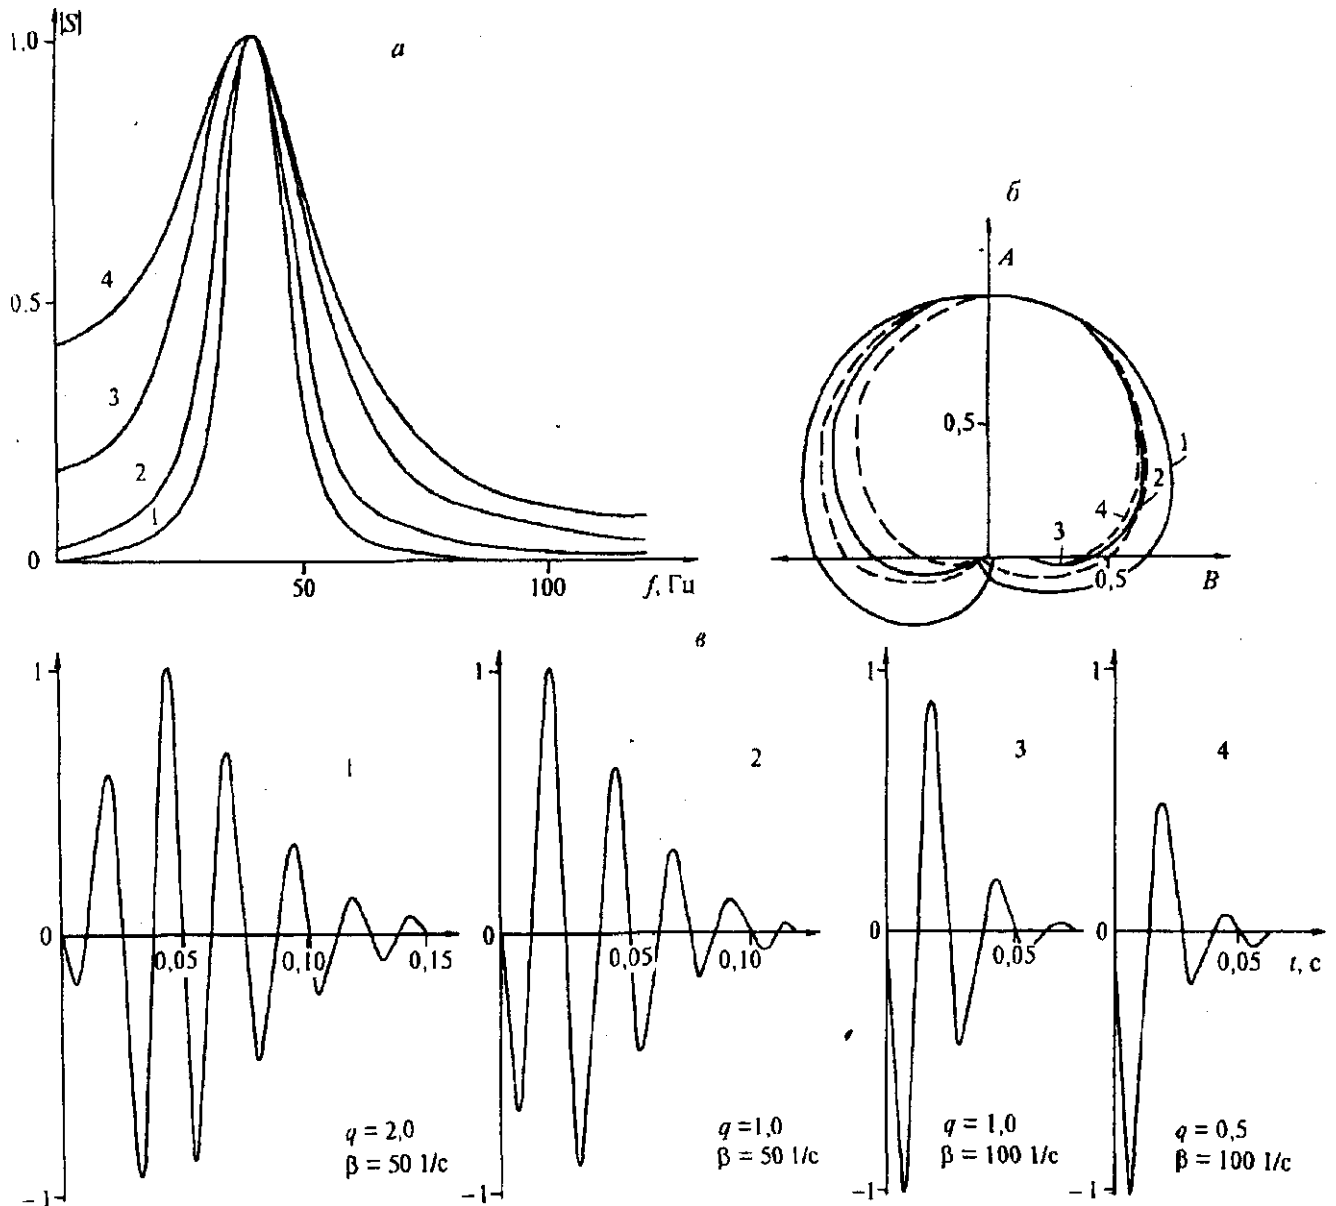 |S|
1,0
а
0.5
4
3
2
1
0
50
100
f, Гц
б
A
0,5
1
2
4
3
0,5
B
в
1
0
-1
1
0,05
0,10
0,15
q = 2,0
β = 50 1/с
1
0
-1
2
0,05
0,10
q = 1,0
β = 50 1/с
1
0
-1
3
0,05
q = 1,0
β = 100 1/с
1
0
-1
4
0,05
t, с
q = 0,5
β = 100 1/с